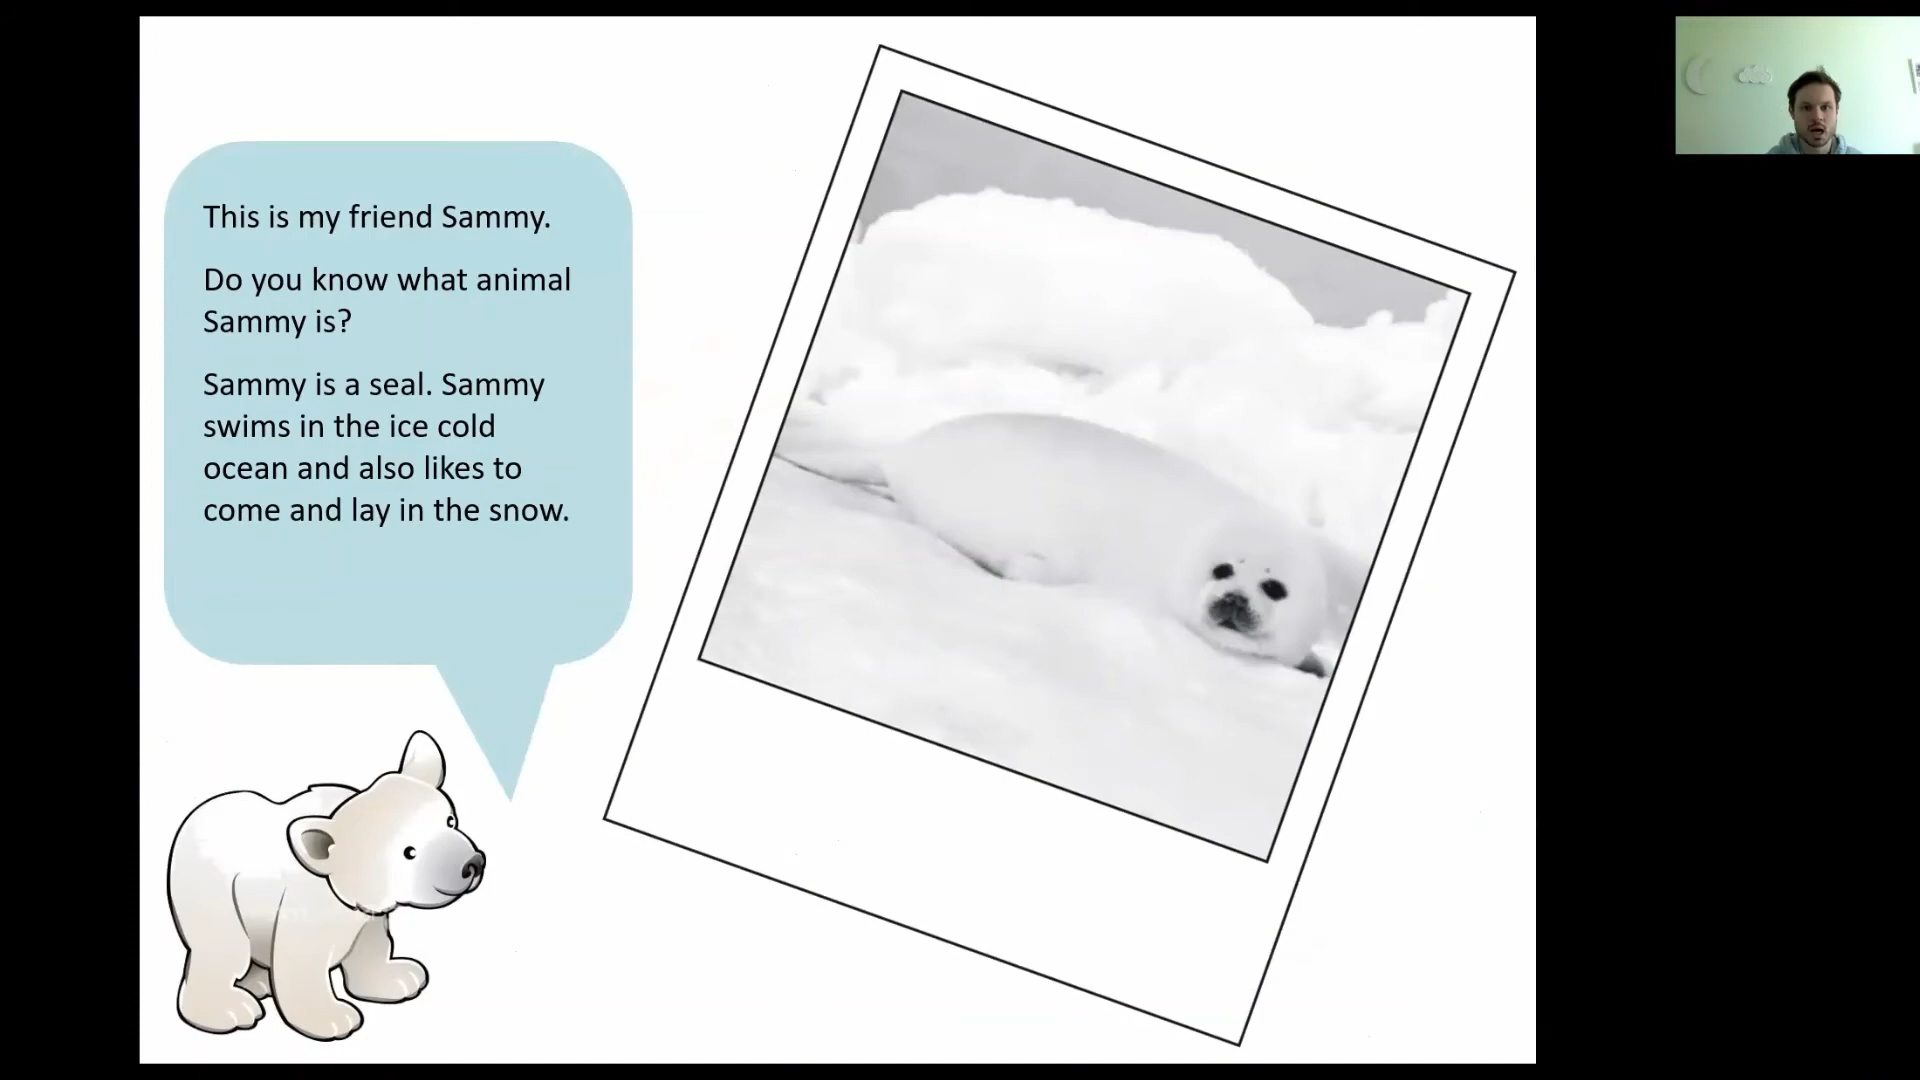 This is my friend Sammy.
Do you know what animal
Sammy is?
Sammy is a seal. Sammy
swims in the ice cold
ocean and also likes to
come and lay in the snow.